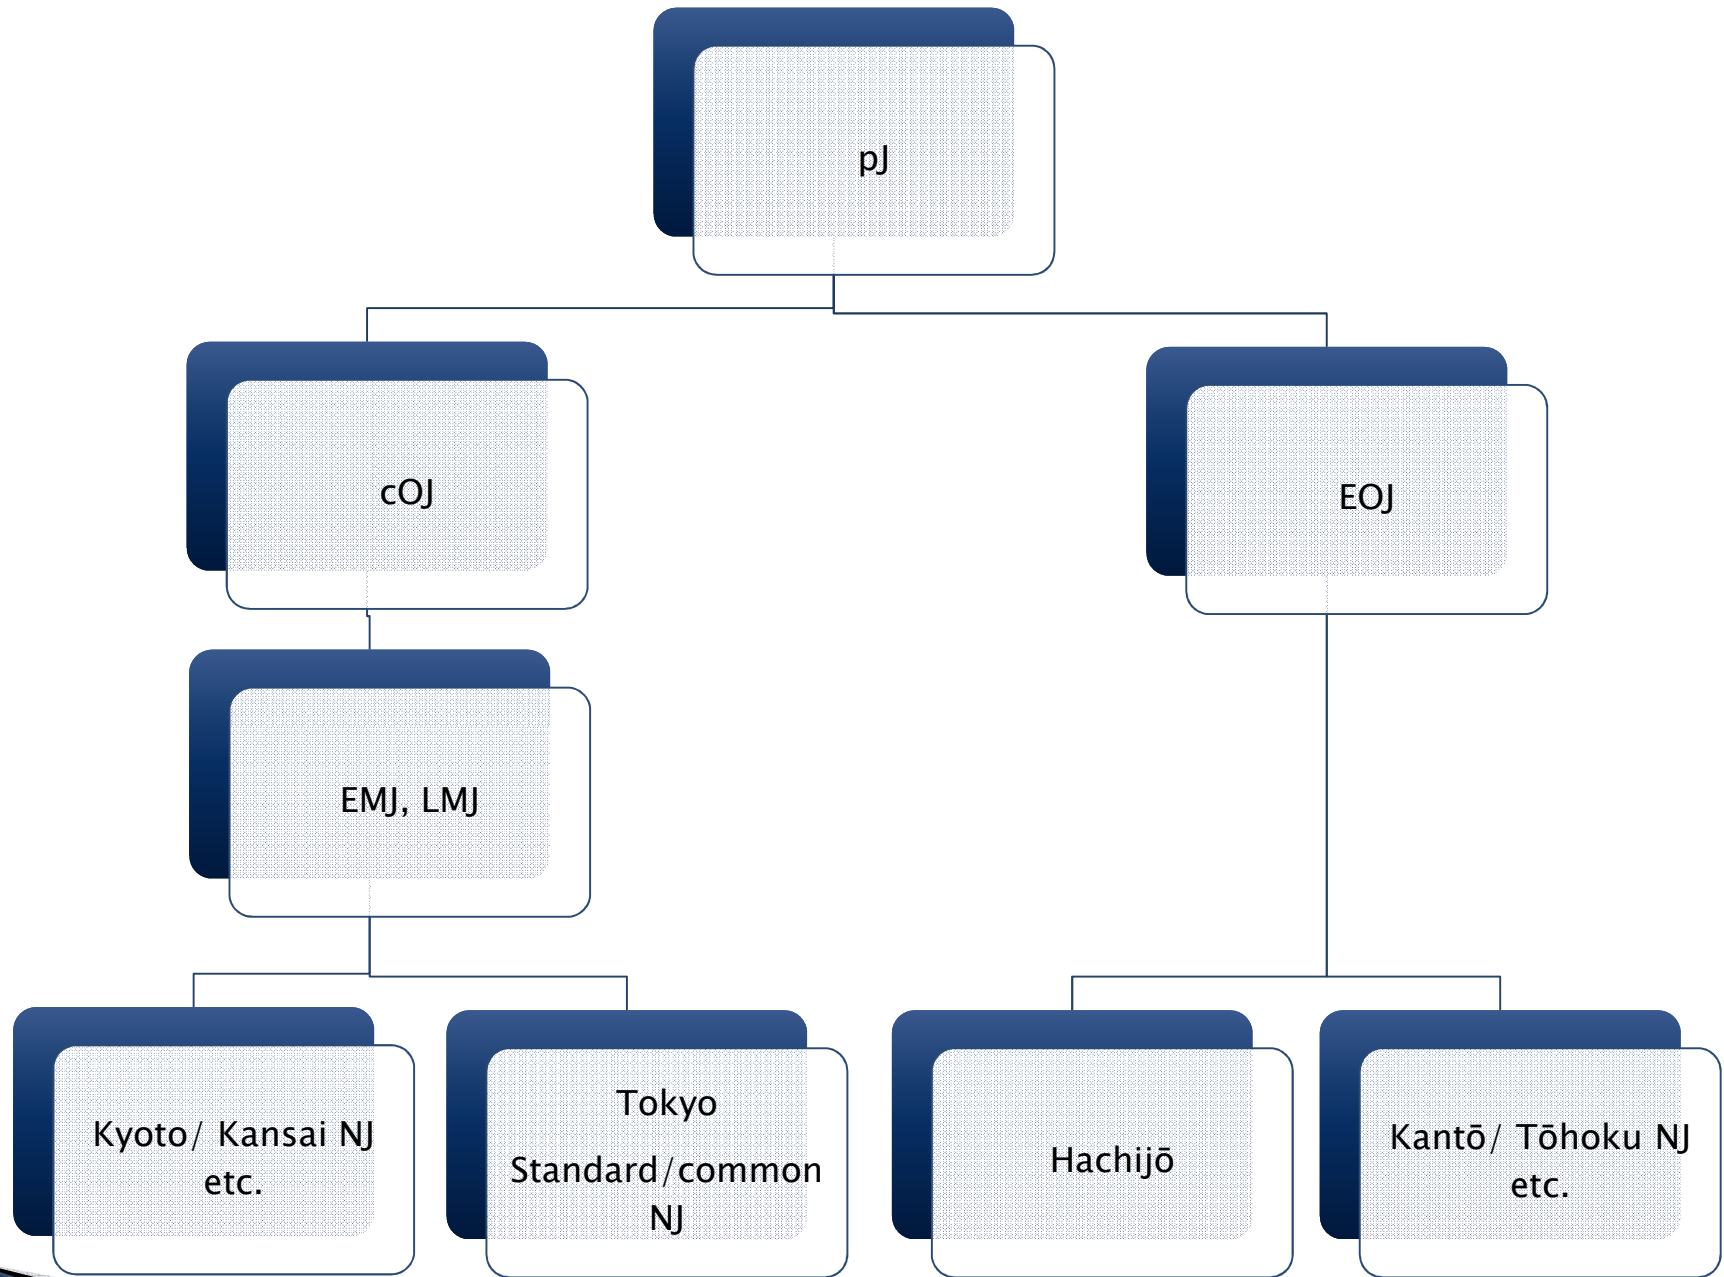 pJ
cOJ
EOJ
EMJ, LMJ
Kyoto/ Kansai NJ
etc.
Tokyo
Standard/common
NJ
Hachijō
Kantō/ Tōhoku NJ
etc.